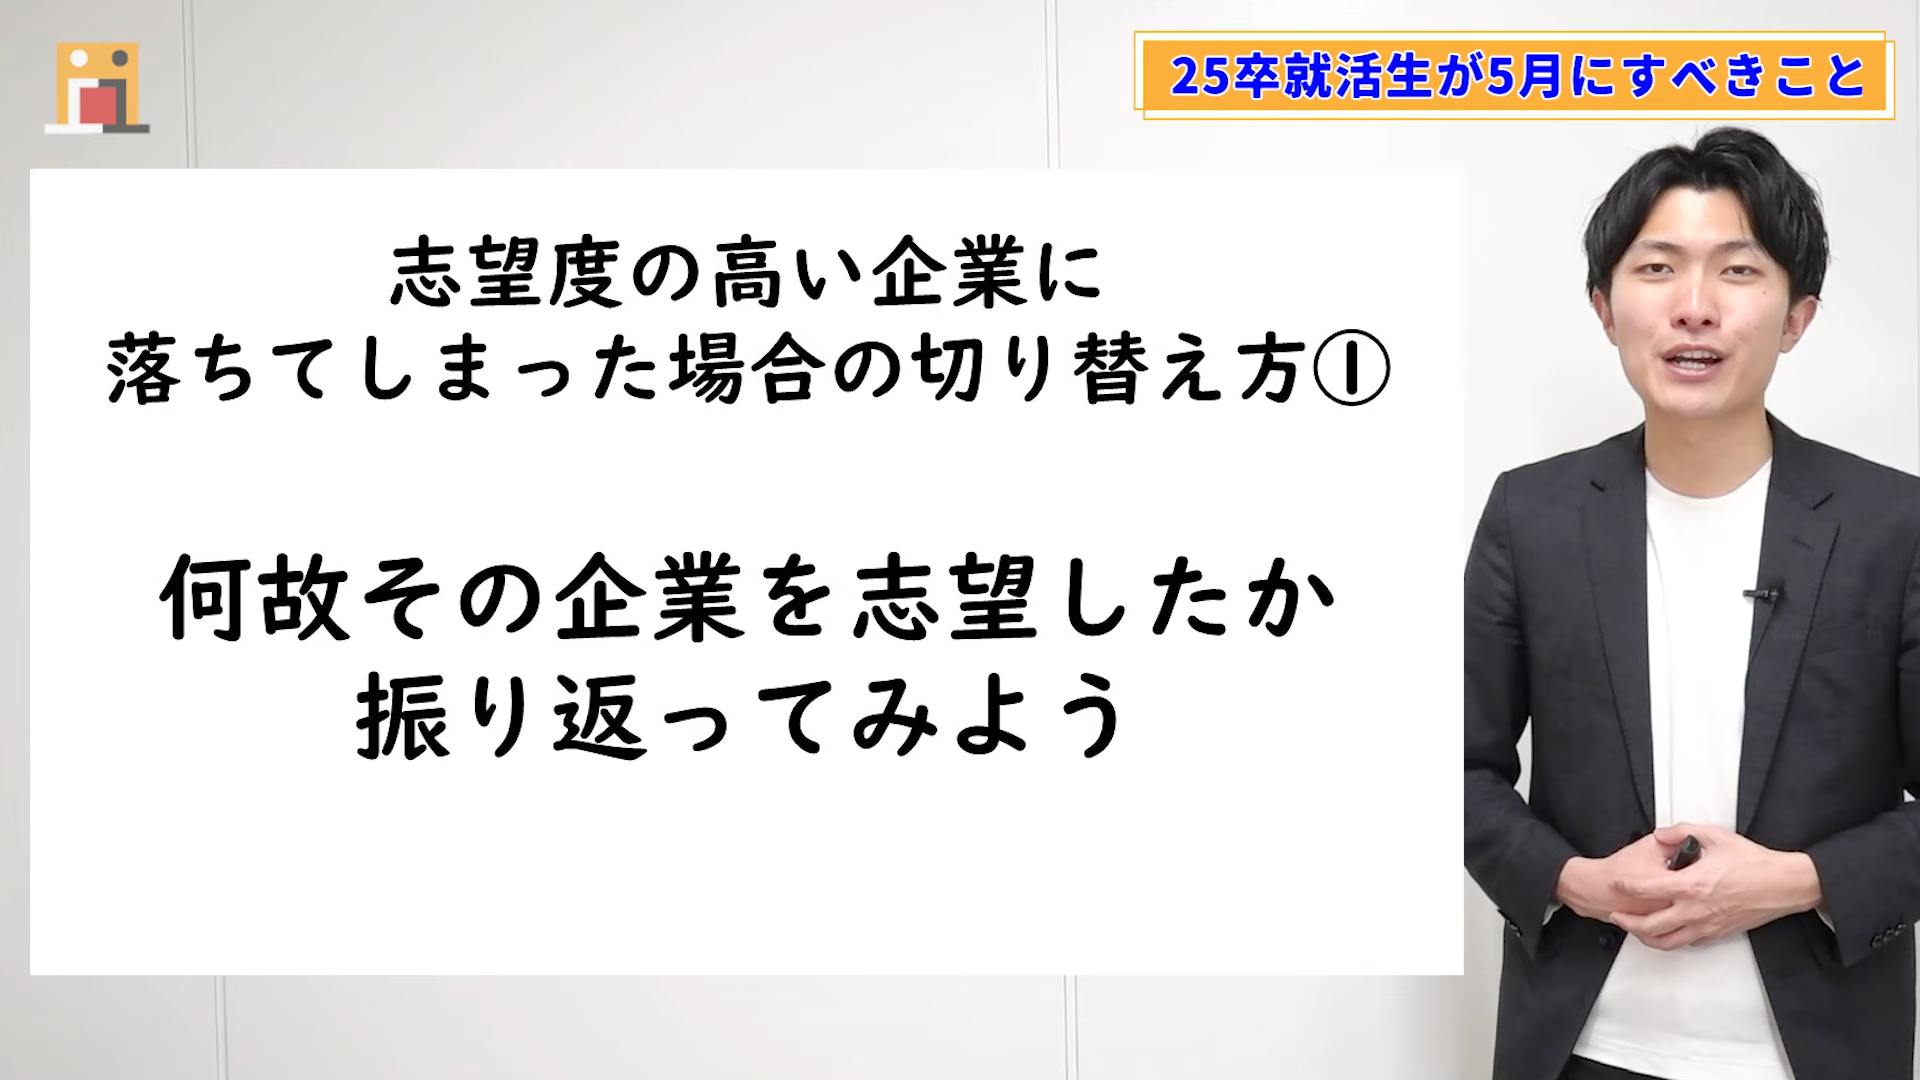 25卒就活生が5月にすべきこと
志望度の高い企業に
落ちてしまった場合の切り替え方①
何故その企業を志望したか
振り返ってみよう